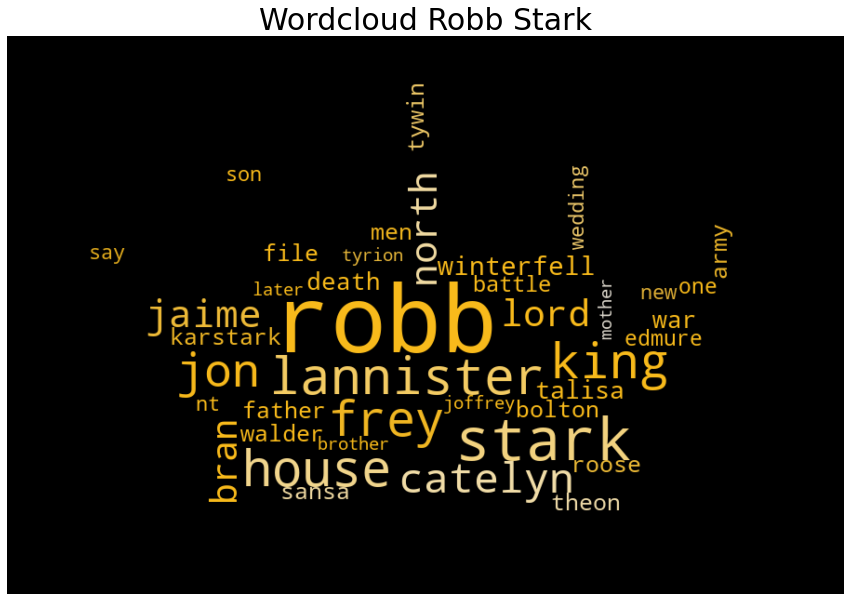 Wordcloud Robb Stark
tywin
son
wedding
north
say
men
army
file
tyrion
winterfell
death
battle
later
new
one
mother
robb
jaime
lord
war
karstark
edmure
king
jon
lannister
talisa
nt
father
joffrey
bolton
frey
walder
brother
stark
bran
house
roose
catelyn
sansa
theon